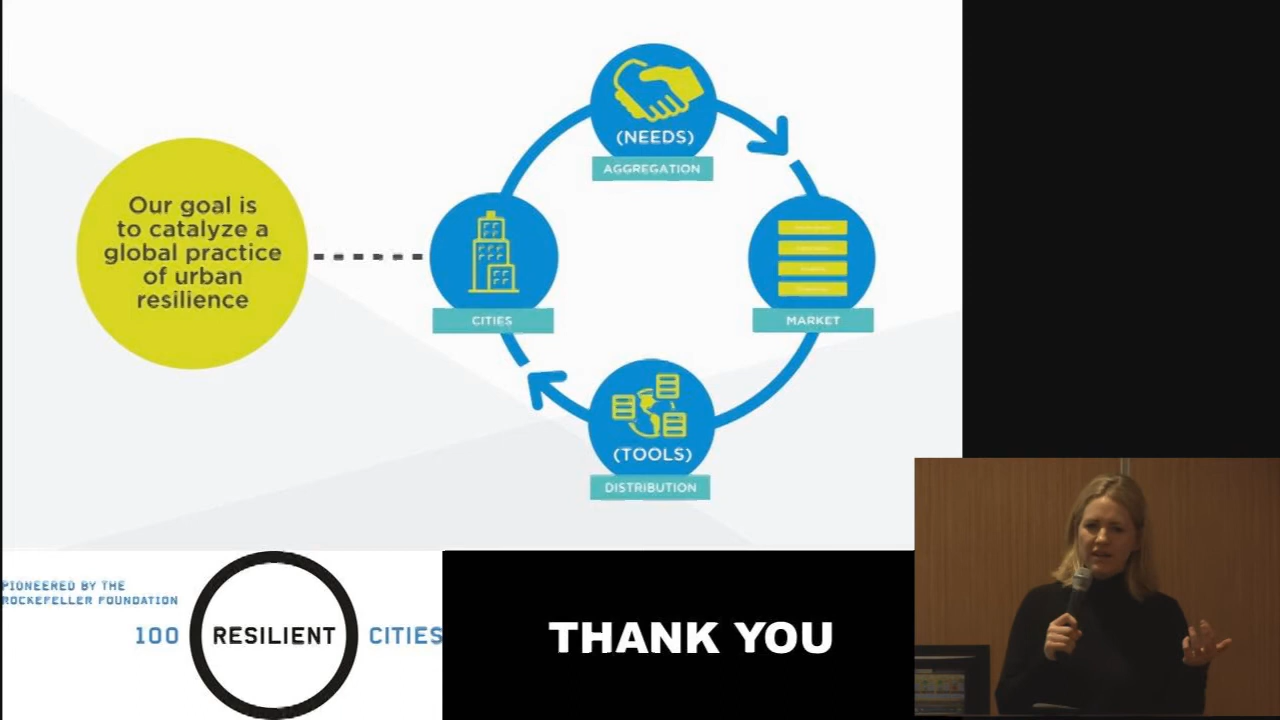 Our goal is
to catalyze a
global practice
of urban
resilience
(NEEDS)
AGGREGATION
CITIES
MARKET
(TOOLS)
DISTRIBUTION
PIONEERED BY THE
ROCKEFELLER FOUNDATION
100 RESILIENT CITIES
THANK YOU